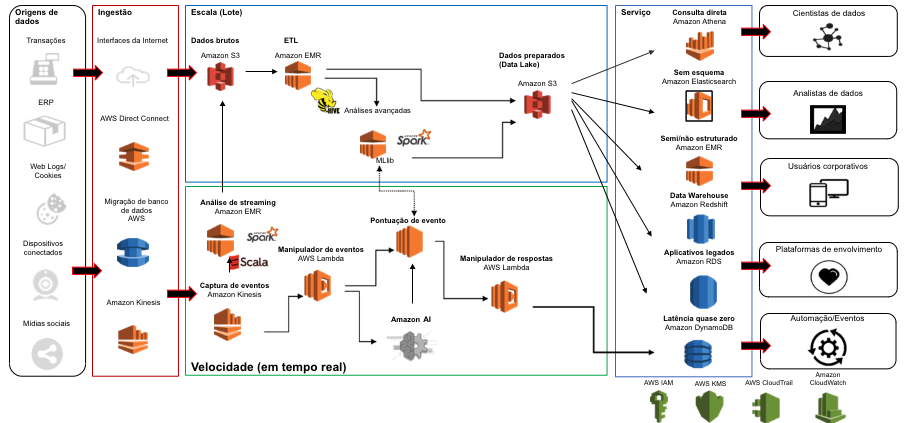 Origens de
dados
Transações
ERP
Web Logs/
Cookies
Dispositivos
conectados
Mídias sociais
Ingestão
Interfaces da Internet
AWS Direct Connect
Migração de banco
de dados
AWS
Amazon Kinesis
Escala (Lote)
Dados brutos
Amazon S3
ETL
Amazon EMR
HIVE
Análises avançadas
Spark
MLlib
Dados preparados
(Data Lake)
Amazon S3
Análise de streaming
Amazon EMR
Spark
Scala
Captura de eventos
Amazon Kinesis
Manipulador de eventos
AWS Lambda
Pontuação de evento
Amazon AI
Manipulador de respostas
AWS Lambda
Velocidade (em tempo real)
Serviço
Consulta direta
Amazon Athena
Sem esquema
Amazon Elasticsearch
Semi/não estruturado
Amazon EMR
Data Warehouse
Amazon Redshift
Aplicativos legados
Amazon RDS
Latência quase zero
Amazon DynamoDB
Cientistas de dados
Analistas de dados
Usuários corporativos
Plataformas de envolvimento
Automação/Eventos
AWS IAM
AWS KMS
AWS CloudTrail
Amazon
CloudWatch